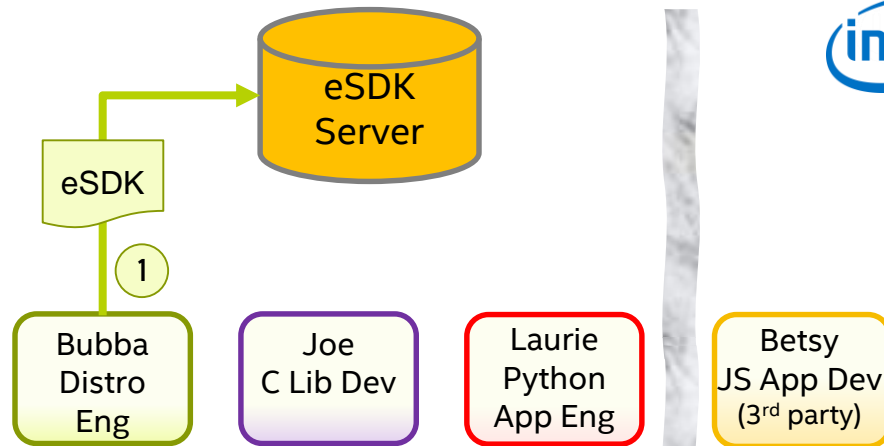 eSDK
Server
eSDK
1
Bubba
Distro
Eng
Joe
C Lib Dev
Laurie
Python
App Eng
Betsy
JS App Dev
(3rd party)